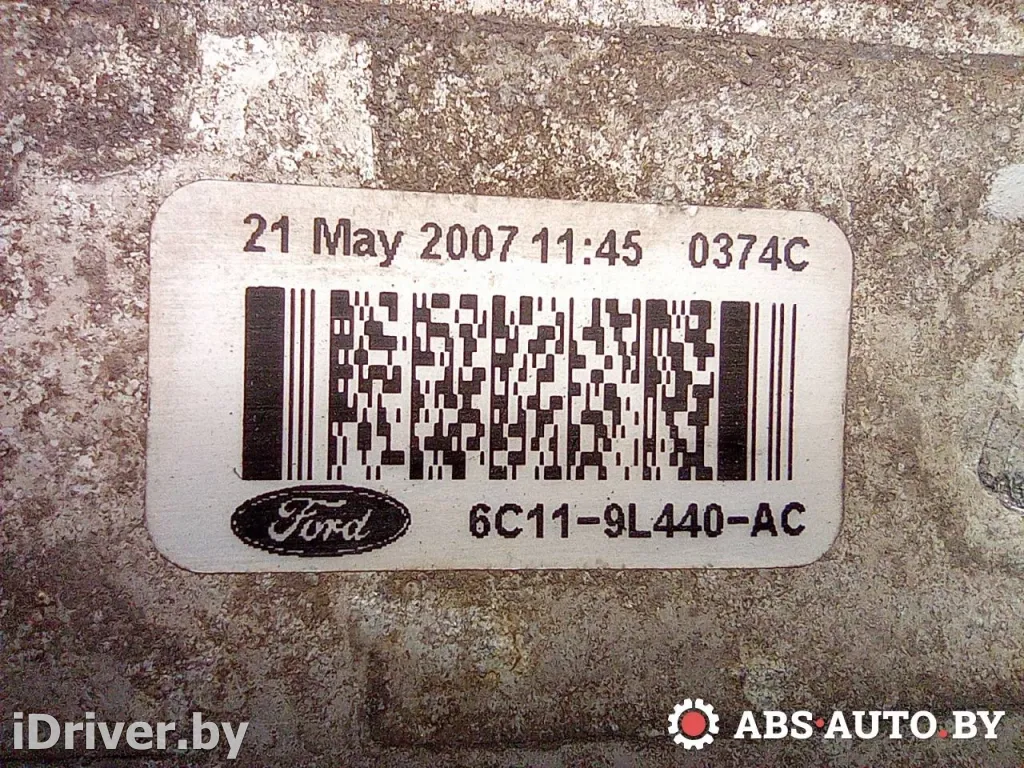 21 May 2007 11:45 0374C
Ford 6C11-9L440-AC
iDriver.by
ABS-AUTO.BY